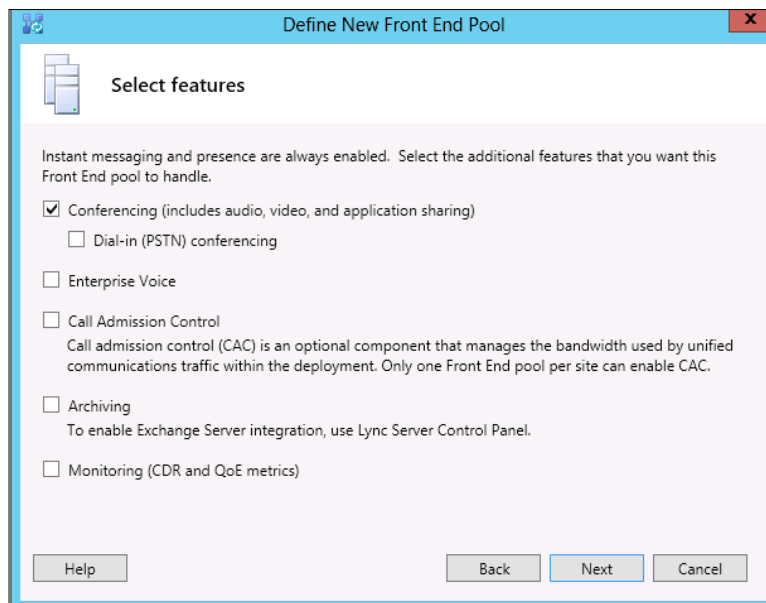 Define New Front End Pool
x
Select features
Instant messaging and presence are always enabled.  Select the additional features that you want this
Front End pool to handle.
Conferencing (includes audio, video, and application sharing)
Dial-in (PSTN) conferencing
Enterprise Voice
Call Admission Control
Call admission control (CAC) is an optional component that manages the bandwidth used by unified
communications traffic within the deployment. Only one Front End pool per site can enable CAC.
Archiving
To enable Exchange Server integration, use Lync Server Control Panel.
Monitoring (CDR and QoE metrics)
Help Back Next Cancel